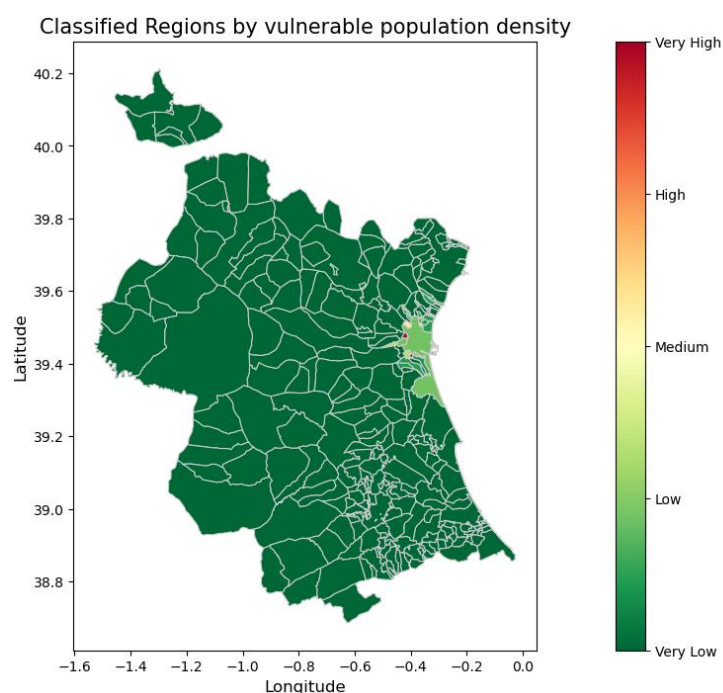 Classified Regions by vulnerable population density
Very High
40.2
40.0
High
39.8
39.6
Latitude
Medium
39.4
39.2
Low
39.0
38.8
Very Low
−1.6 −1.4 −1.2 −1.0 −0.8 −0.6 −0.4 −0.2 0.0
Longitude